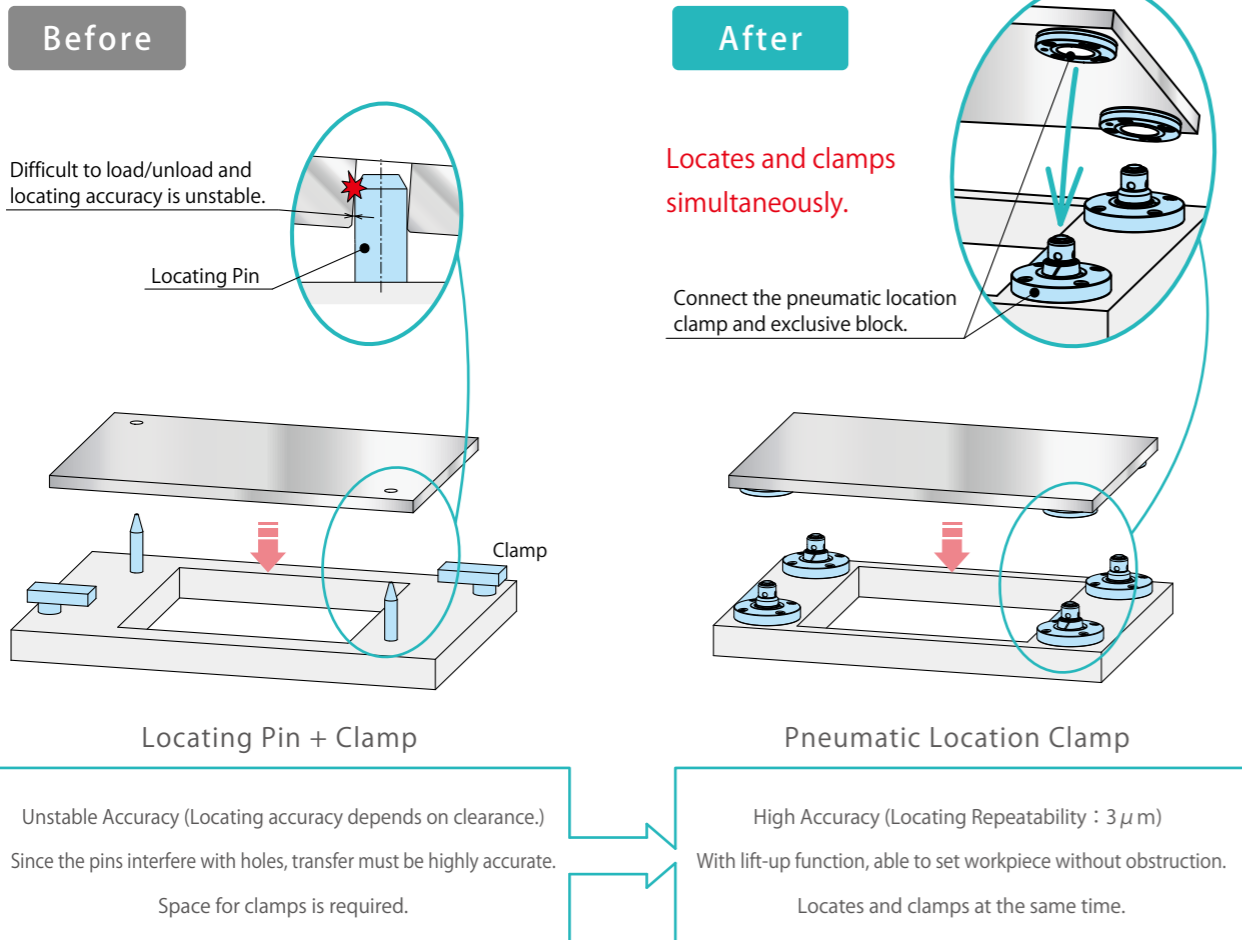 Before
Difficult to load/unload and
locating accuracy is unstable.
Locating Pin
Clamp
Locating Pin + Clamp
Unstable Accuracy (Locating accuracy depends on clearance.)
Since the pins interfere with holes, transfer must be highly accurate.
Space for clamps is required.
After
Locates and clamps
simultaneously.
Connect the pneumatic location
clamp and exclusive block.
Pneumatic Location Clamp
High Accuracy (Locating Repeatability：3μm)
With lift-up function, able to set workpiece without obstruction.
Locates and clamps at the same time.